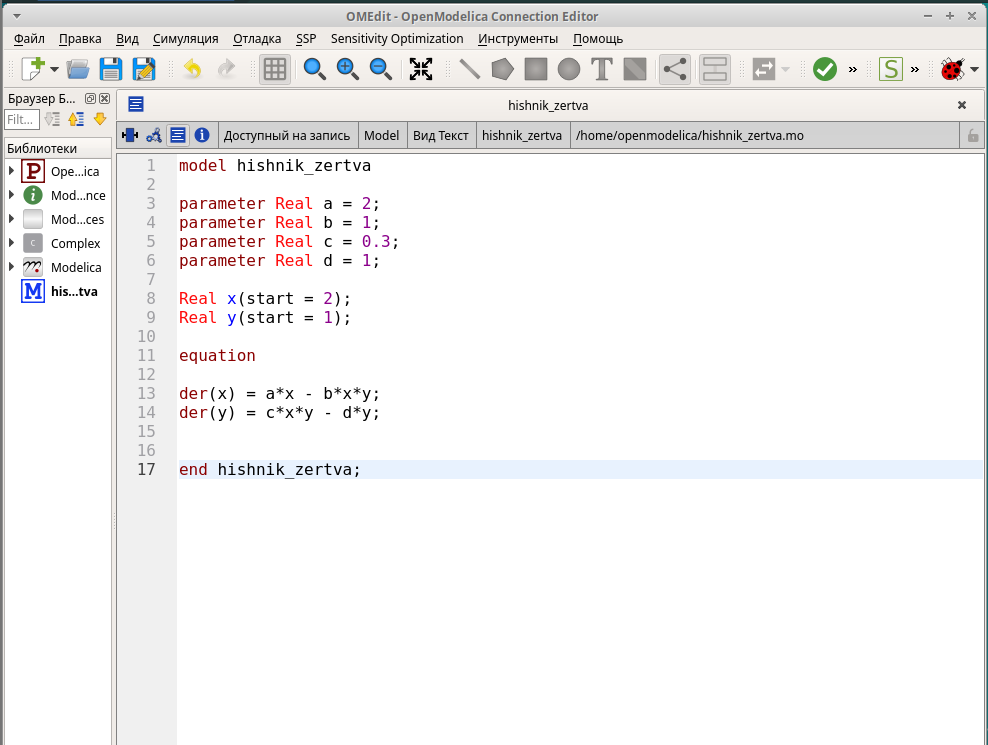 OMEdit - OpenModelica Connection Editor
Файл Правка Вид Симуляция Отладка SSP Sensitivity Optimization Инструменты Помощь
T S » »
Браузер Б...
hishnik_zertva
Filt...
Доступный на запись Model Вид Текст hishnik_zertva /home/openmodelica/hishnik_zertva.mo
Библиотеки
P Ope...ica
i Mod...nce
Mod...ces
C Complex
m Modelica
M his...tva
1 model hishnik_zertva
2
3 parameter Real a = 2;
4 parameter Real b = 1;
5 parameter Real c = 0.3;
6 parameter Real d = 1;
7
8 Real x(start = 2);
9 Real y(start = 1);
10
11 equation
12
13 der(x) = a*x - b*x*y;
14 der(y) = c*x*y - d*y;
15
16
17 end hishnik_zertva;